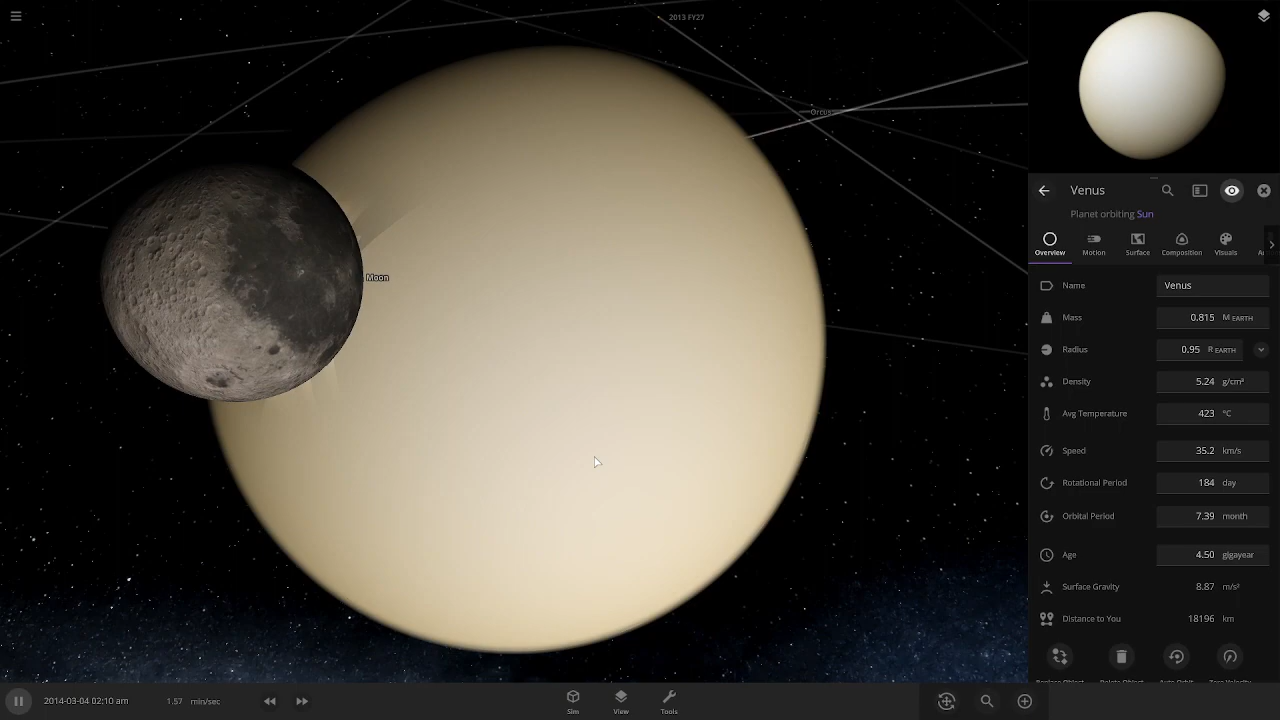 2013 FY27
Orcus
Moon
Venus
Planet orbiting Sun
Overview Motion Surface Composition Visuals
Name Venus
Mass 0.815 M EARTH
Radius 0.95 R EARTH
Density 5.24 g/cm³
Avg Temperature 423 °C
Speed 35.2 km/s
Rotational Period 184 day
Orbital Period 7.39 month
Age 4.50 gigayear
Surface Gravity 8.87 m/s²
Distance to You 18196 km
2014-03-04 02:10 am 1.57 min/sec
Sim View Tools